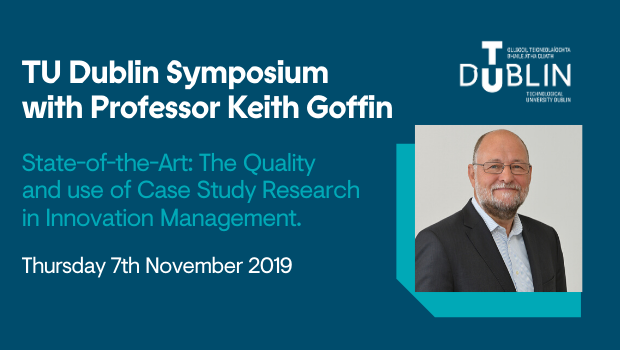 TU Dublin Symposium
with Professor Keith Goffin
State-of-the-Art: The Quality
and use of Case Study Research
in Innovation Management.
Thursday 7th November 2019
TU
DUBLIN
OLLSCOIL TEICNEOLAÍOCHTA
BHAILE ÁTHA CLIATH
TECHNOLOGICAL
UNIVERSITY DUBLIN